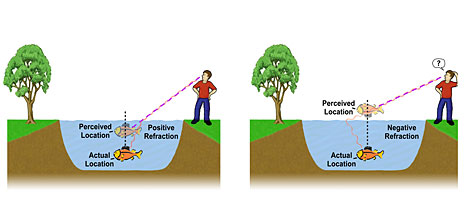 Perceived
Location
Positive
Refraction
Actual
Location
?
Perceived
Location
Negative
Refraction
Actual
Location